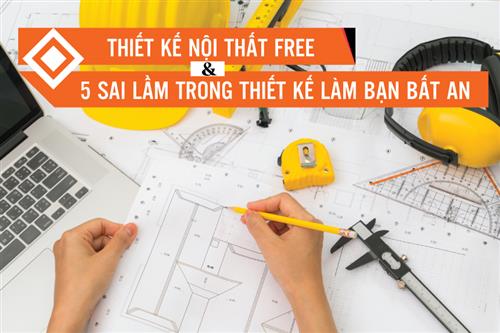 THIẾT KẾ NỘI THẤT FREE
&
5 SAI LẦM TRONG THIẾT KẾ LÀM BẠN BẤT AN